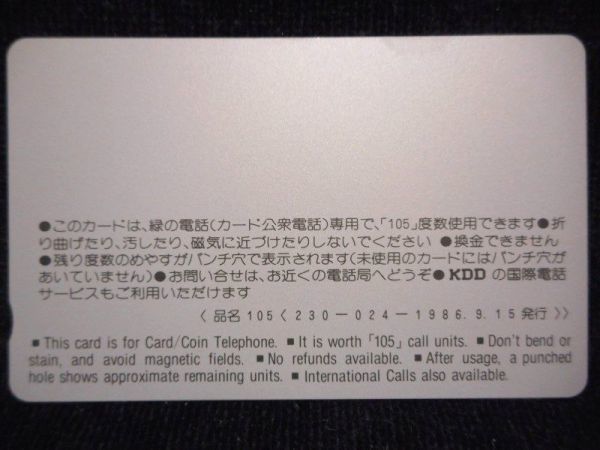 ●このカードは、緑の電話(カード公衆電話)専用で、「105」度数使用できます●折
り曲げたり、汚したり、磁気に近づけたりしないでください ●換金できません
●残り度数のめやすがパンチ穴で表示されます(未使用のカードにはパンチ穴が
あいていません)●お問い合せは、お近くの電話局へどうぞ● KDD の国際電話
サービスもご利用いただけます
〈 品名 105〈 230-024-1986. 9.15 発行 〉〉
■ This card is for Card/Coin Telephone. ■ It is worth「105」call units. ■ Don't bend or
stain, and avoid magnetic fields. ■ No refunds available. ■ After usage, a punched
hole shows approximate remaining units. ■ International Calls also available.